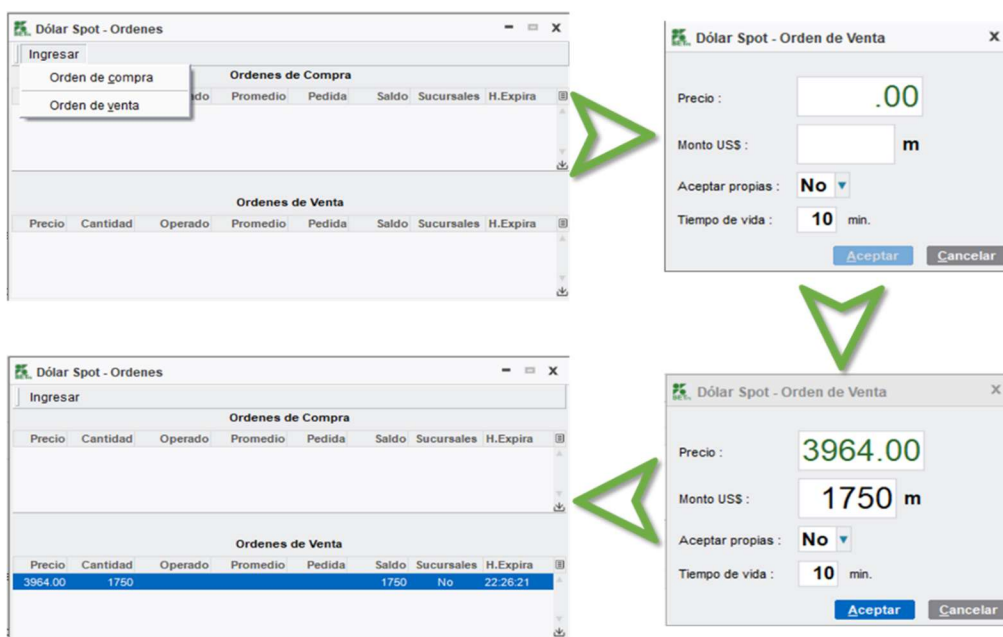 Dólar Spot - Ordenes
Ingresar
Orden de compra
Orden de venta
Ordenes de Compra
Promedio Pedida Saldo Sucursales H.Expira
Ordenes de Venta
Precio Cantidad Operado Promedio Pedida Saldo Sucursales H.Expira
Dólar Spot - Orden de Venta
Precio : .00
Monto US$ : m
Aceptar propias : No
Tiempo de vida : 10 min.
Aceptar Cancelar
Dólar Spot - Orden de Venta
Precio : 3964.00
Monto US$ : 1750 m
Aceptar propias : No
Tiempo de vida : 10 min.
Aceptar Cancelar
Dólar Spot - Ordenes
Ingresar
Ordenes de Compra
Precio Cantidad Operado Promedio Pedida Saldo Sucursales H.Expira
Ordenes de Venta
Precio Cantidad Operado Promedio Pedida Saldo Sucursales H.Expira
3964.00 1750 1750 No 22:26:21